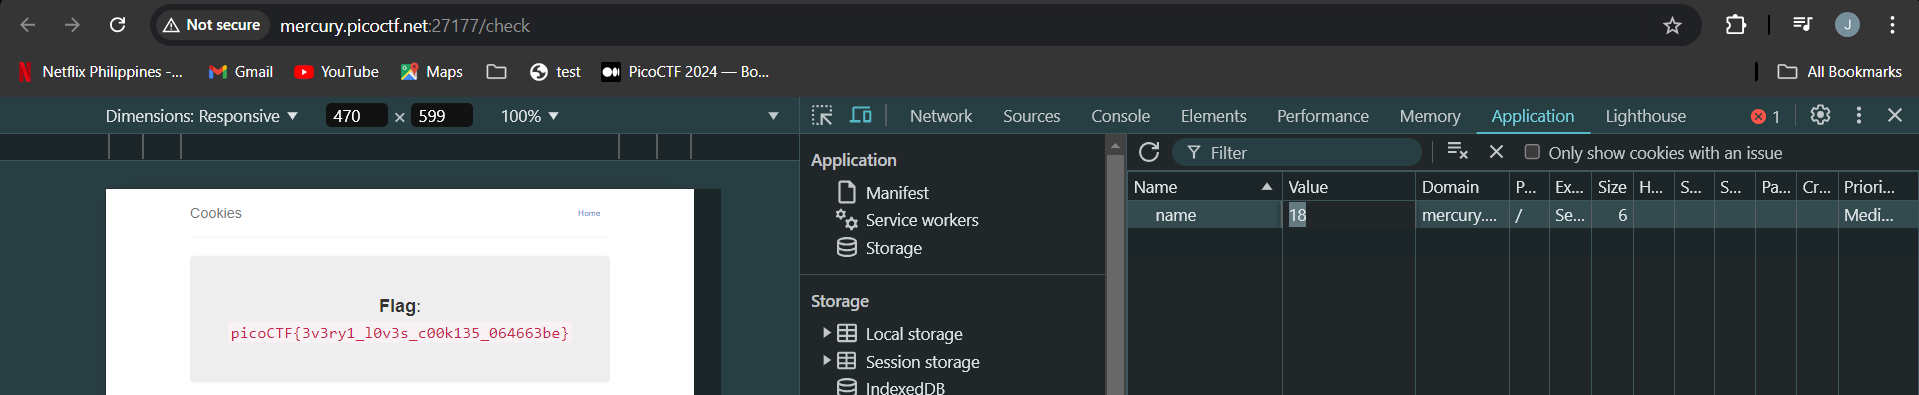 Not secure mercury.picoctf.net:27177/check J
Netflix Philipines -... Gmail YouTube Maps test PicoCTF 2024 — Bo... All Bookmarks
Dimensions: Responsive 470 × 599 100% Network Sources Console Elements Performance Memory Application Lighthouse 1
Application Filter Only show cookies with an issue
Name Value Domain P... Ex... Size H... S... S... Pa... Cr... Priori...
Manifest
Cookies Home name 18 mercury.... / Se... 6 Medi...
Service workers
Storage
Flag:
picoCTF{3v3ry1_l0v3s_c00k135_064663be}
Storage
Local storage
Session storage
IndexedDB